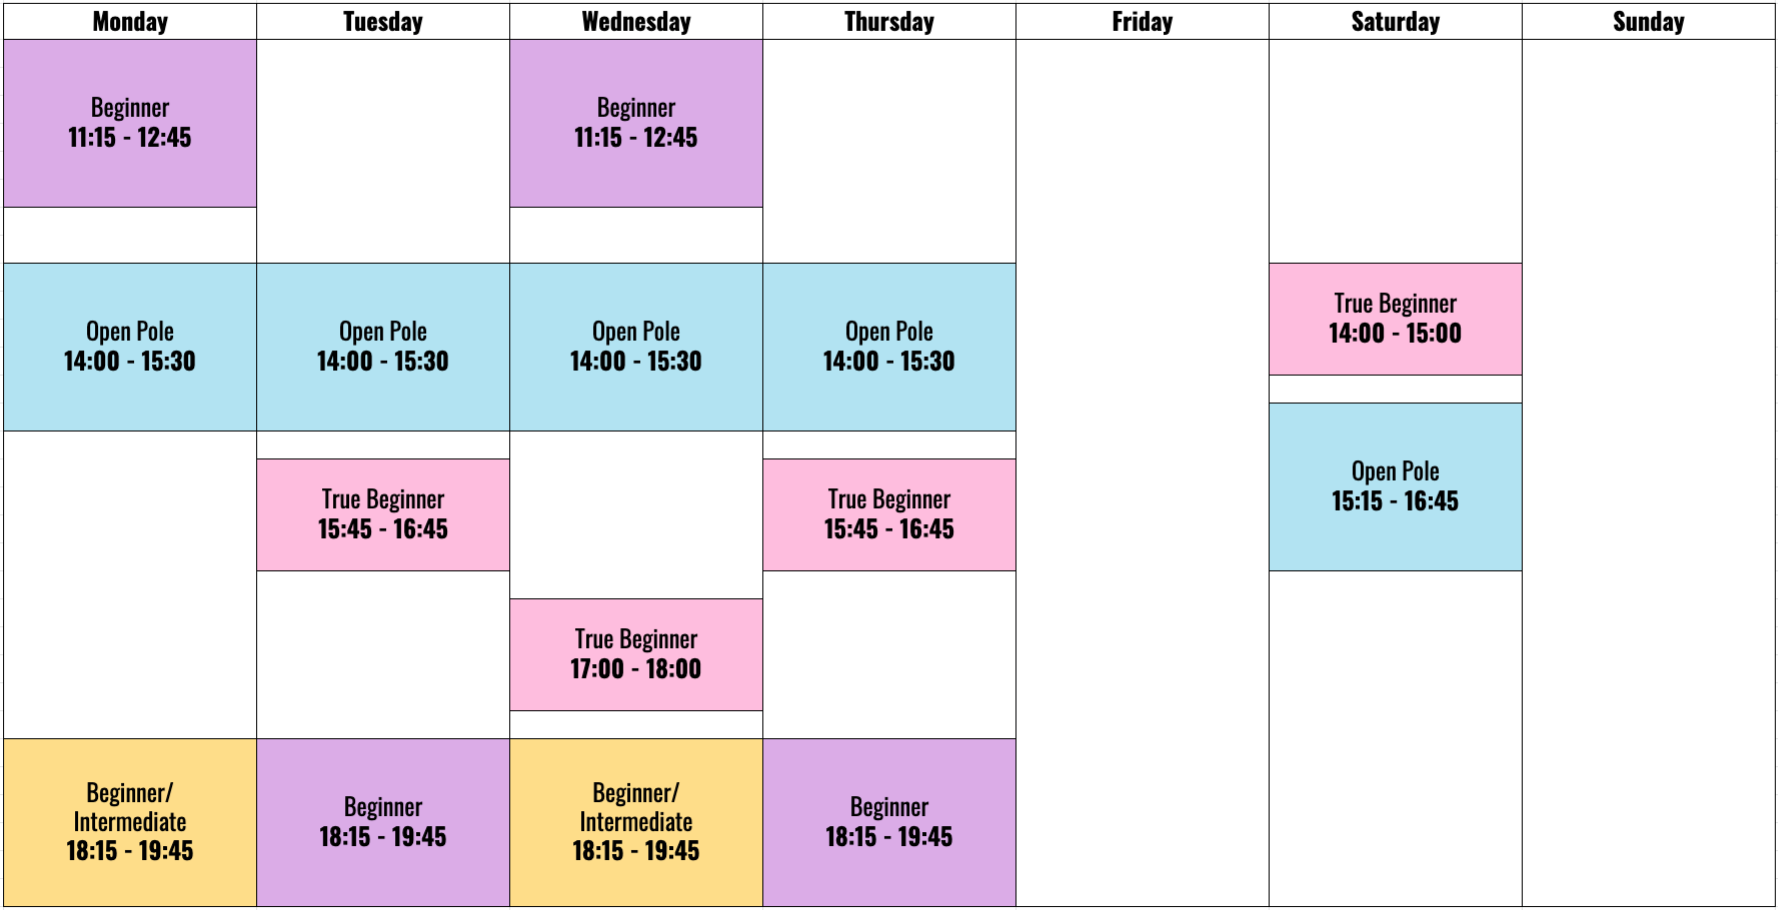 Monday
Tuesday
Wednesday
Thursday
Friday
Saturday
Sunday
Beginner
11:15 - 12:45
Beginner
11:15 - 12:45
Open Pole
14:00 - 15:30
Open Pole
14:00 - 15:30
Open Pole
14:00 - 15:30
Open Pole
14:00 - 15:30
True Beginner
14:00 - 15:00
Open Pole
15:15 - 16:45
True Beginner
15:45 - 16:45
True Beginner
15:45 - 16:45
True Beginner
17:00 - 18:00
Beginner/
Intermediate
18:15 - 19:45
Beginner
18:15 - 19:45
Beginner/
Intermediate
18:15 - 19:45
Beginner
18:15 - 19:45